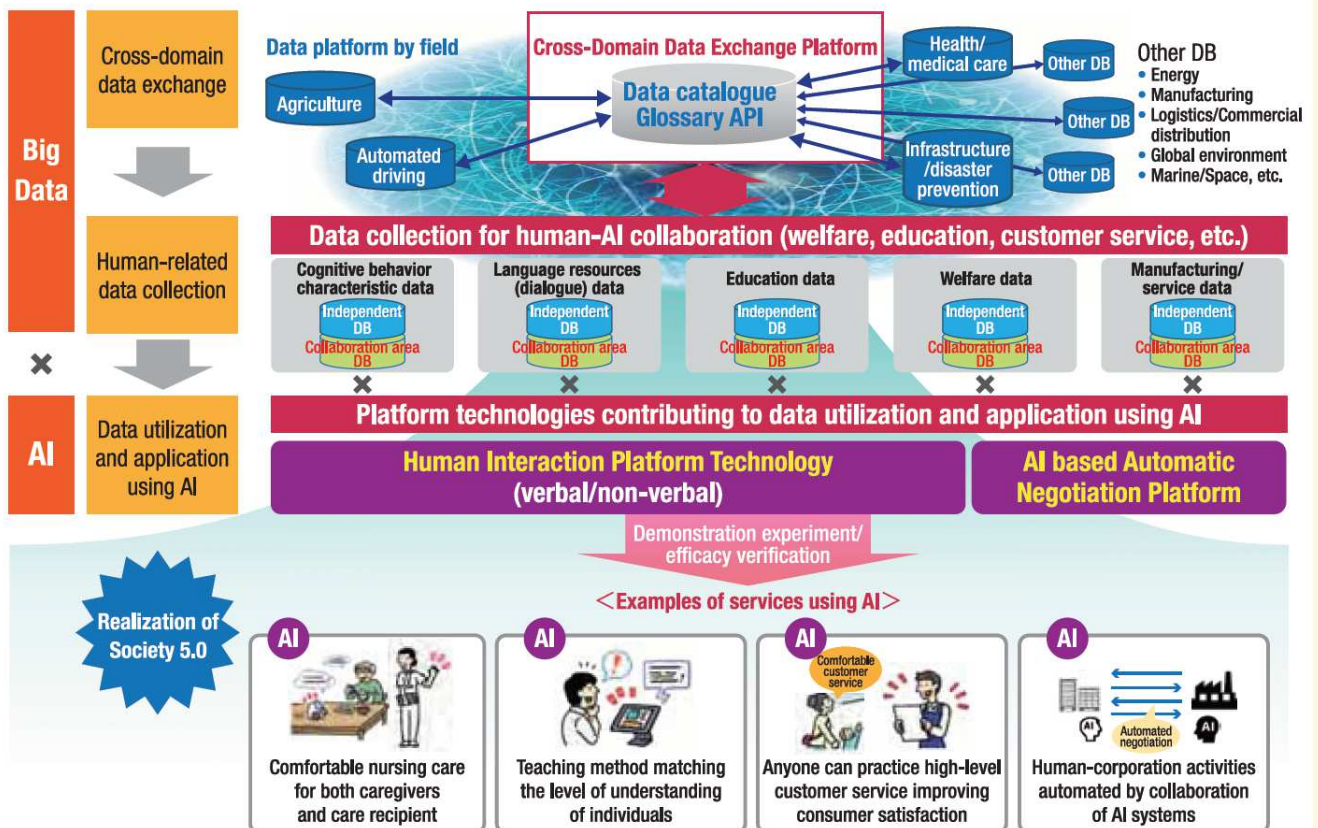 Big
Data
×
AI
Cross-domain
data exchange
Human-related
data collection
Data utilization
and application
using AI
Data platform by field
Agriculture
Automated
driving
Cross-Domain Data Exchange Platform
Data catalogue
Glossary API
Health/
medical care
Infrastructure
/disaster
prevention
Other DB
Other DB
Other DB
Other DB
• Energy
• Manufacturing
• Logistics/Commercial
distribution
• Global environment
• Marine/Space, etc.
Data collection for human-AI collaboration (welfare, education, customer service, etc.)
Cognitive behavior
characteristic data
Independent
DB
Collaboration area
DB
×
Language resources
(dialogue) data
Independent
DB
Collaboration area
DB
×
Education data
Independent
DB
Collaboration area
DB
×
Welfare data
Independent
DB
Collaboration area
DB
×
Manufacturing/
service data
Independent
DB
Collaboration area
DB
×
Platform technologies contributing to data utilization and application using AI
Human Interaction Platform Technology
(verbal/non-verbal)
AI based Automatic
Negotiation Platform
Demonstration experiment/
efficacy verification
<Examples of services using AI>
Realization of
Society 5.0
AI
Comfortable nursing care
for both caregivers
and care recipient
AI
!
Teaching method matching
the level of understanding
of individuals
AI
Comfortable
customer
service
Anyone can practice high-level
customer service improving
consumer satisfaction
AI
AI
AI
Automated
negotiation
Human-corporation activities
automated by collaboration
of AI systems